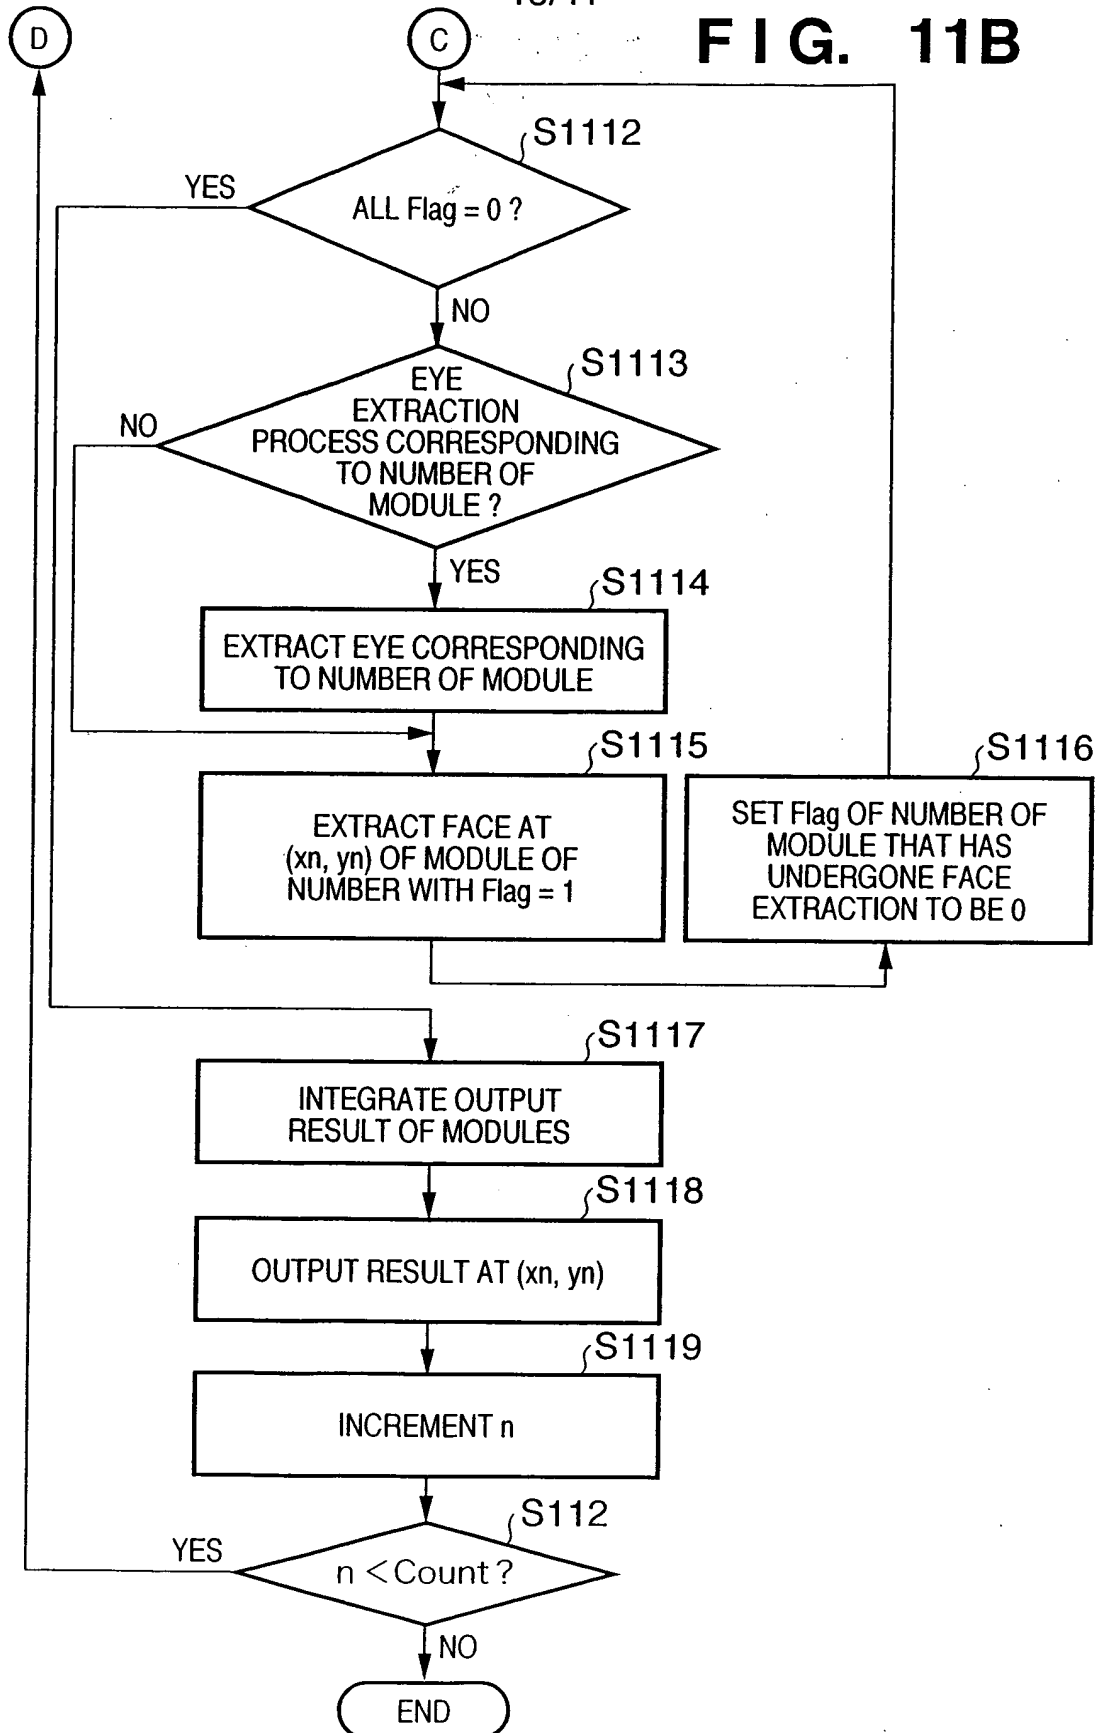 D
C
FIG. 11B
S1112
YES
ALL Flag = 0 ?
NO
S1113
EYE
EXTRACTION
PROCESS CORRESPONDING
TO NUMBER OF
MODULE ?
NO
YES
S1114
EXTRACT EYE CORRESPONDING
TO NUMBER OF MODULE
S1115
EXTRACT FACE AT
(xn, yn) OF MODULE OF
NUMBER WITH Flag = 1
S1116
SET Flag OF NUMBER OF
MODULE THAT HAS
UNDERGONE FACE
EXTRACTION TO BE 0
S1117
INTEGRATE OUTPUT
RESULT OF MODULES
S1118
OUTPUT RESULT AT (xn, yn)
S1119
INCREMENT n
S112
YES
n < Count ?
NO
END